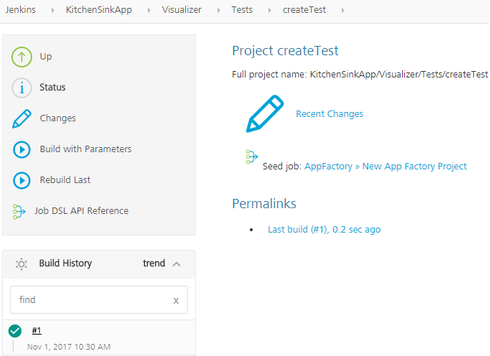 Jenkins KitchenSinkApp Visualizer Tests createTest
Up
Status
Changes
Build with Parameters
Rebuild Last
Job DSL API Reference
Build History trend
find x
#1
Nov 1, 2017 10:30 AM
Project createTest
Full project name: KitchenSinkApp/Visualizer/Tests/createTest
Recent Changes
Seed job: AppFactory » New App Factory Project
Permalinks
Last build (#1), 0.2 sec ago